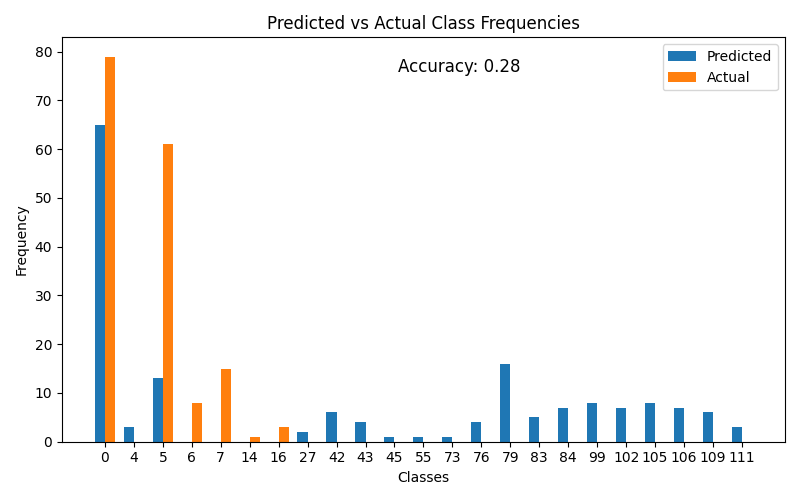 Predicted vs Actual Class Frequencies
Accuracy: 0.28
Predicted
Actual
80
70
60
50
40
30
20
10
0
Frequency
0 4 5 6 7 14 16 27 42 43 45 55 73 76 79 83 84 99 102 105 106 109 111
Classes